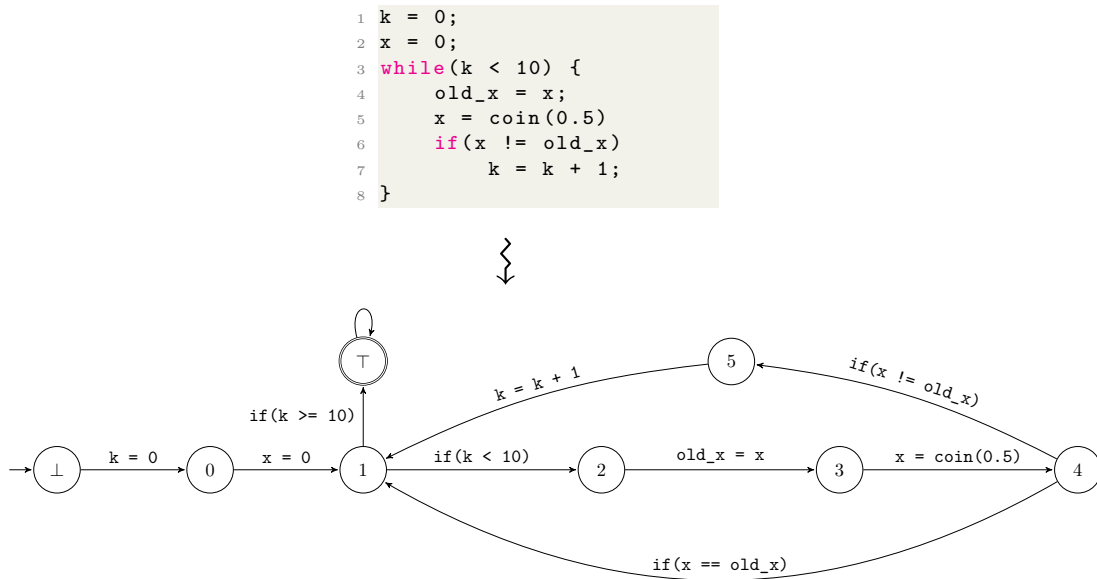 1 k = 0;
2 x = 0;
3 while(k < 10) {
4 old_x = x;
5 x = coin(0.5)
6 if(x != old_x)
7 k = k + 1;
8 }
⊤
5
k = k + 1
if(x != old_x)
if(k >= 10)
⊥
k = 0
0
x = 0
1
if(k < 10)
2
old_x = x
3
x = coin(0.5)
4
if(x == old_x)